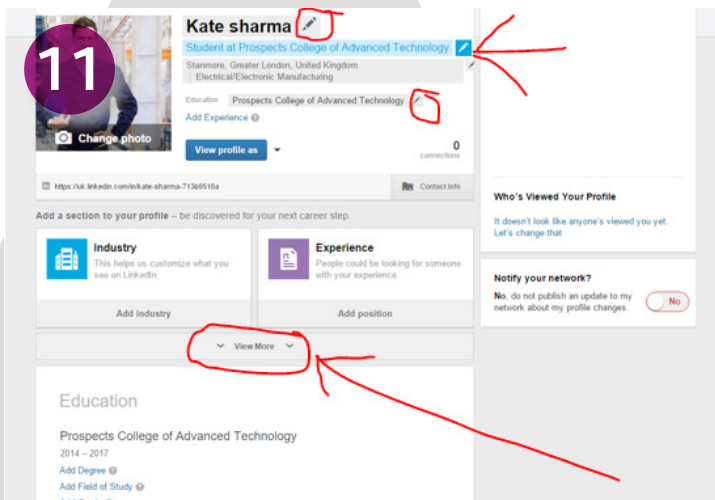 11
Kate sharma
Student at Prospects College of Advanced Technology
Stanmore, Greater London, United Kingdom
Electrical/Electronic Manufacturing
Education Prospects College of Advanced Technology
Add Experience
Change photo
View profile as
0
connections
https://uk.linkedin.com/in/kate-sharma-713b9510a
Contact Info
Add a section to your profile – be discovered for your next career step.
Industry
This helps us customize what you
see on LinkedIn.
Add industry
Experience
People could be looking for someone
with your experience.
Add position
View More
Education
Prospects College of Advanced Technology
2014 – 2017
Add Degree
Add Field of Study
Who's Viewed Your Profile
It doesn't look like anyone's viewed you yet.
Let's change that
Notify your network?
No, do not publish an update to my
network about my profile changes.
No